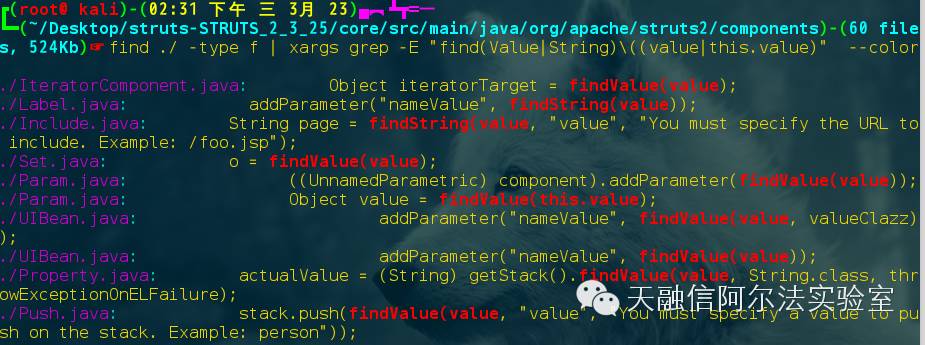 (root@ kali)-(02:31 下午 三 3月 23)
(~/Desktop/struts-STRUTS_2_3_25/core/src/main/java/org/apache/struts2/components)-(60 file
s, 524Kb)☞ find ./ -type f | xargs grep -E "find(Value|String)\((value|this.value)"  --color
./IteratorComponent.java:        Object iteratorTarget = findValue(value);
./Label.java:            addParameter("nameValue", findString(value));
./Include.java:        String page = findString(value, "value", "You must specify the URL to
 include. Example: /foo.jsp");
./Set.java:            o = findValue(value);
./Param.java:                ((UnnamedParametric) component).addParameter(findValue(value));
./Param.java:                Object value = findValue(this.value);
./UIBean.java:                        addParameter("nameValue", findValue(value, valueClazz)
);
./UIBean.java:                        addParameter("nameValue", findValue(value));
./Property.java:            actualValue = (String) getStack().findValue(value, String.class, thr
owExceptionOnELFailure);
./Push.java:            stack.push(findValue(value, "value", "You must specify a value to pu
sh on the stack. Example: person"));
天融信阿尔法实验室